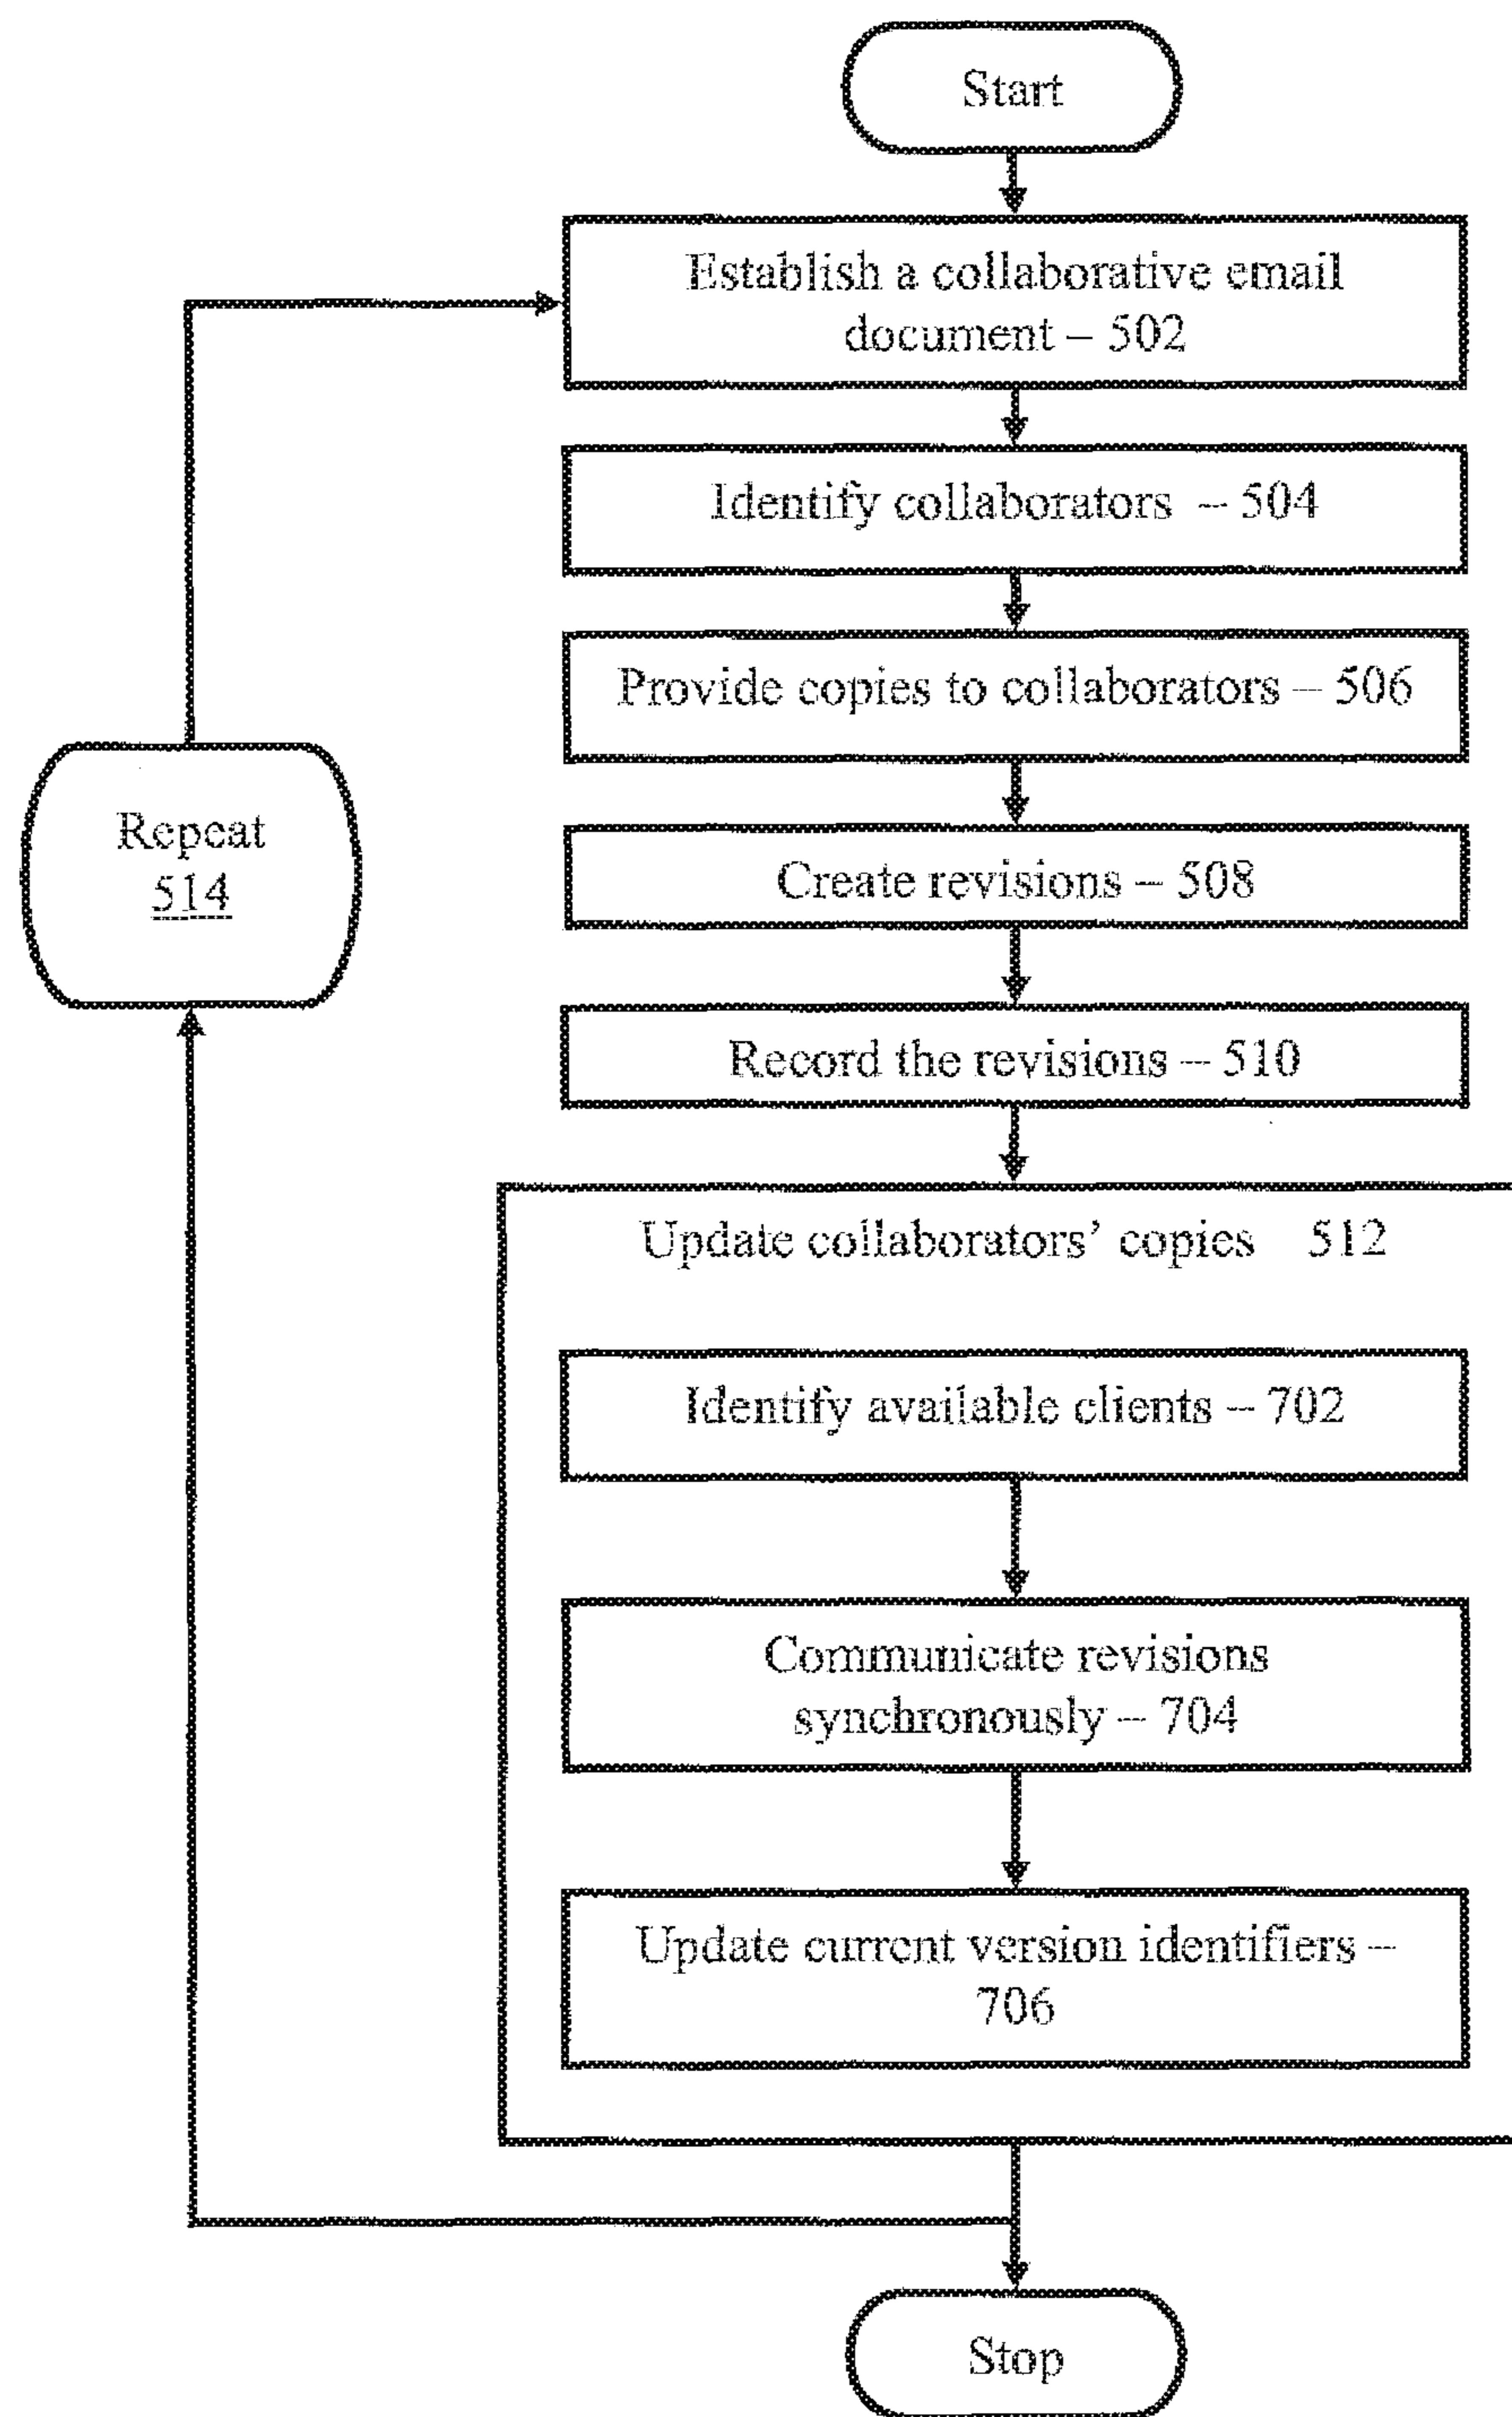 Start
Establish a collaborative email
document – 502
Identify collaborators – 504
Provide copies to collaborators – 506
Create revisions – 508
Repeat
514
Record the revisions – 510
Update collaborators’ copies 512
Identify available clients – 702
Communicate revisions
synchronously – 704
Update current version identifiers –
706
Stop